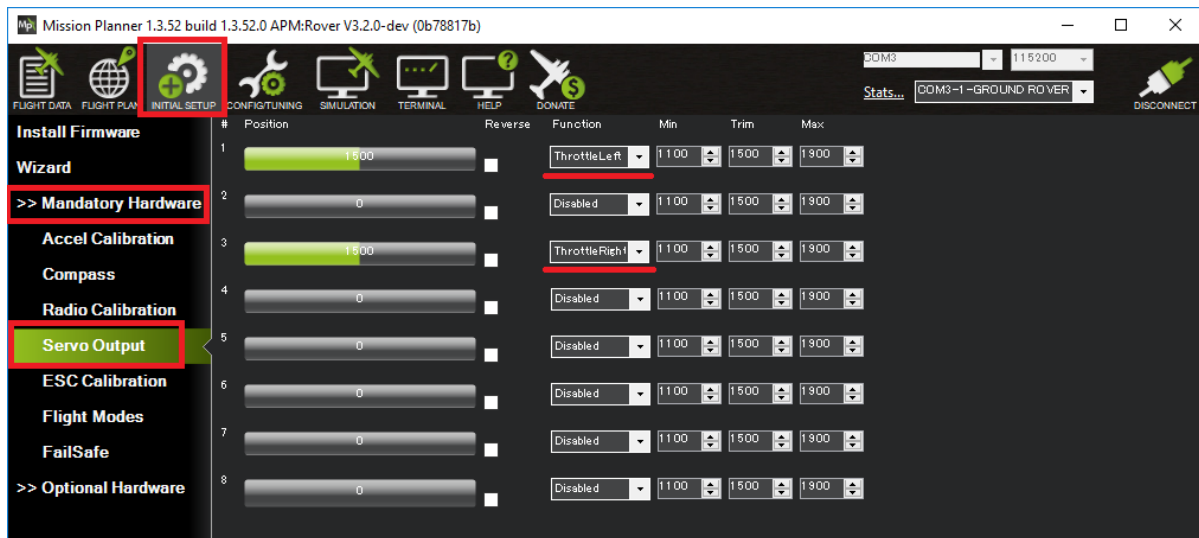 Mission Planner 1.3.52 build 1.3.52.0 APM:Rover V3.2.0-dev (0b78817b)
FLIGHT DATA FLIGHT PLAN INITIAL SETUP CONFIG/TUNING SIMULATION TERMINAL HELP DONATE
COM3 115200
Stats... COM3-1-GROUND ROVER
DISCONNECT
Install Firmware
Wizard
>> Mandatory Hardware
Accel Calibration
Compass
Radio Calibration
Servo Output
ESC Calibration
Flight Modes
FailSafe
>> Optional Hardware
# Position Reverse Function Min Trim Max
1 1500 ThrottleLeft 1100 1500 1900
2 0 Disabled 1100 1500 1900
3 1500 ThrottleRight 1100 1500 1900
4 0 Disabled 1100 1500 1900
5 0 Disabled 1100 1500 1900
6 0 Disabled 1100 1500 1900
7 0 Disabled 1100 1500 1900
8 0 Disabled 1100 1500 1900